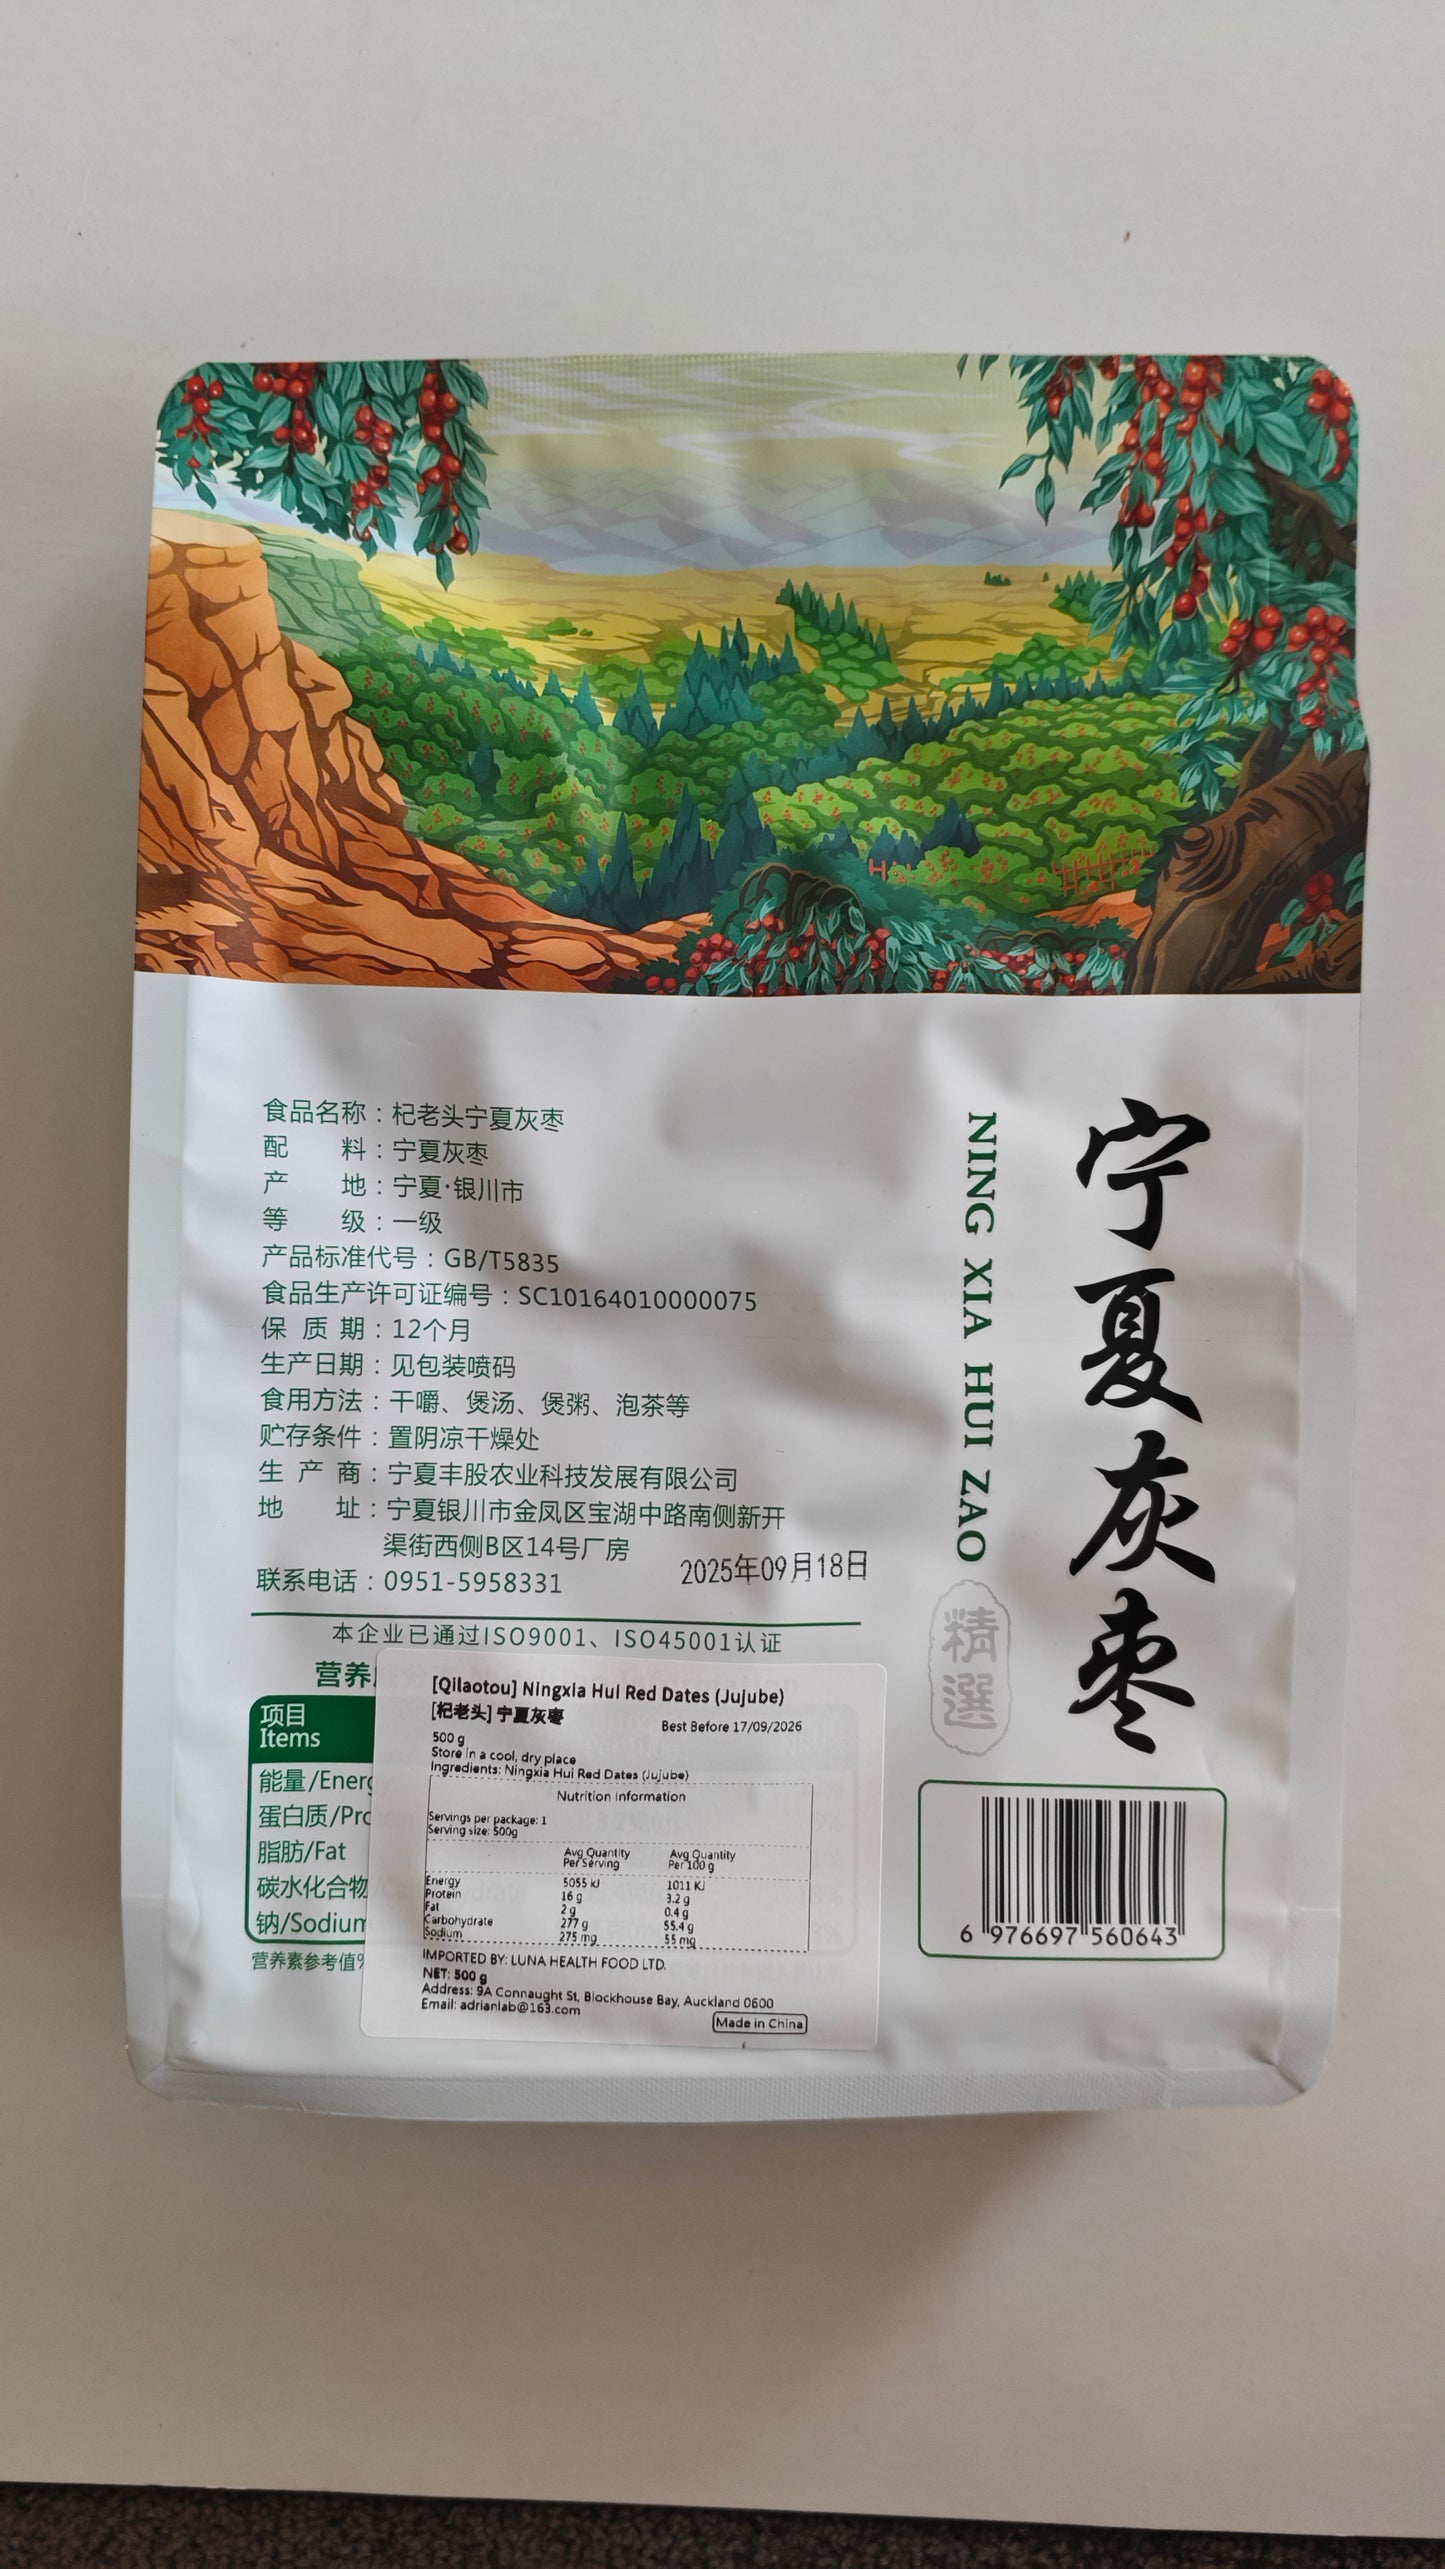 食品名称：杞老头宁夏灰枣
配料：宁夏灰枣
产地：宁夏·银川市
等级：一级
产品标准代号：GB/T5835
食品生产许可证编号：SC10164010000075
保质期：12个月
生产日期：见包装喷码
食用方法：干嚼、煲汤、煲粥、泡茶等
贮存条件：置阴凉干燥处
生产商：宁夏丰股农业科技发展有限公司
地址：宁夏银川市金凤区宝湖中路南侧新开
渠街西侧B区14号厂房
2025年09月18日
联系电话：0951-5958331
本企业已通过ISO9001、ISO45001认证
营养
项目
Items
能量/Energ
蛋白质/Pro
脂肪/Fat
碳水化合物
钠/Sodium
营养素参考值%
[Qilaotou] Ningxia Hui Red Dates (Jujube)
[杞老头] 宁夏灰枣
Best Before 17/09/2026
500 g
Store in a cool, dry place
Ingredients: Ningxia Hui Red Dates (Jujube)
Nutrition Information
Servings per package: 1
Serving size: 500g
Avg Quantity Per Serving
Avg Quantity Per 100 g
Energy 5055 kJ 1011 KJ
Protein 16 g 3.2 g
Fat 2 g 0.4 g
Carbohydrate 277 g 55.4 g
Sodium 275 mg 55 mg
IMPORTED BY: LUNA HEALTH FOOD LTD.
NET: 500 g
Address: 9A Connaught St, Blockhouse Bay, Auckland 0600
Email: adrianlab@163.com
Made in China
宁夏灰枣
NING XIA HUI ZAO
精選
6 976697 560643